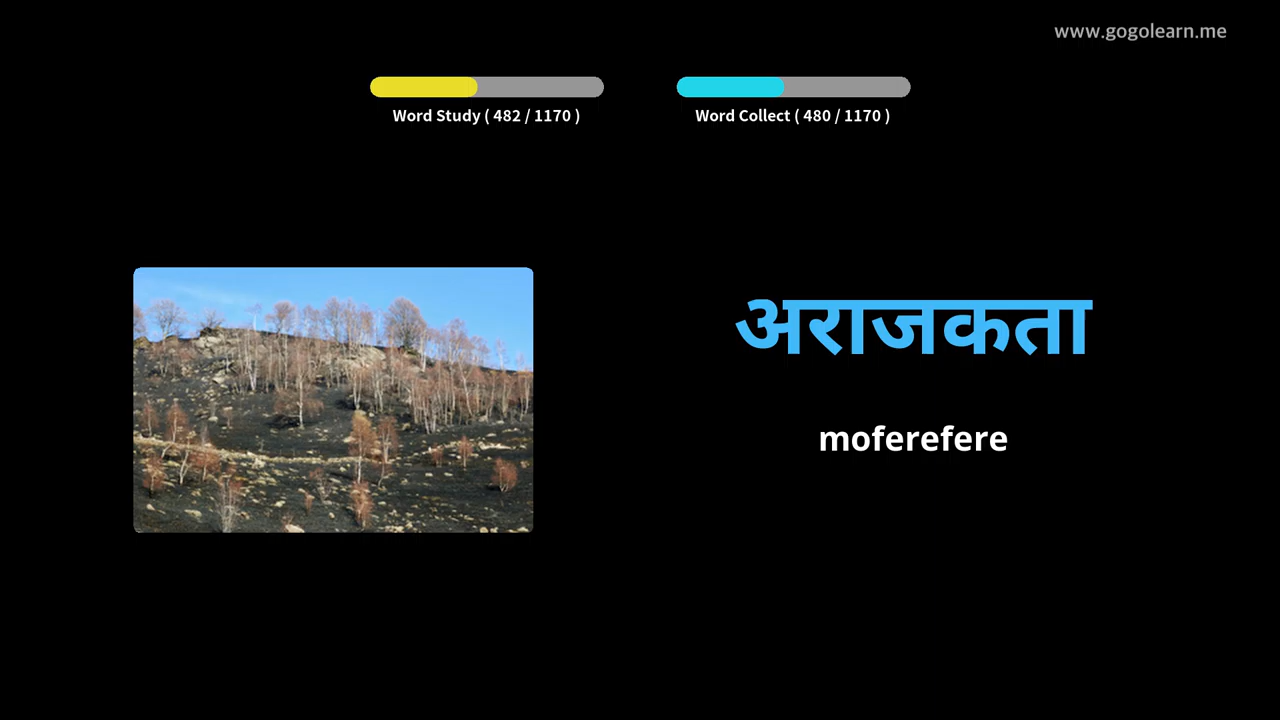 www.gogolearn.me
Word Study ( 482 / 1170 )
Word Collect ( 480 / 1170 )
अराजकता
moferefere